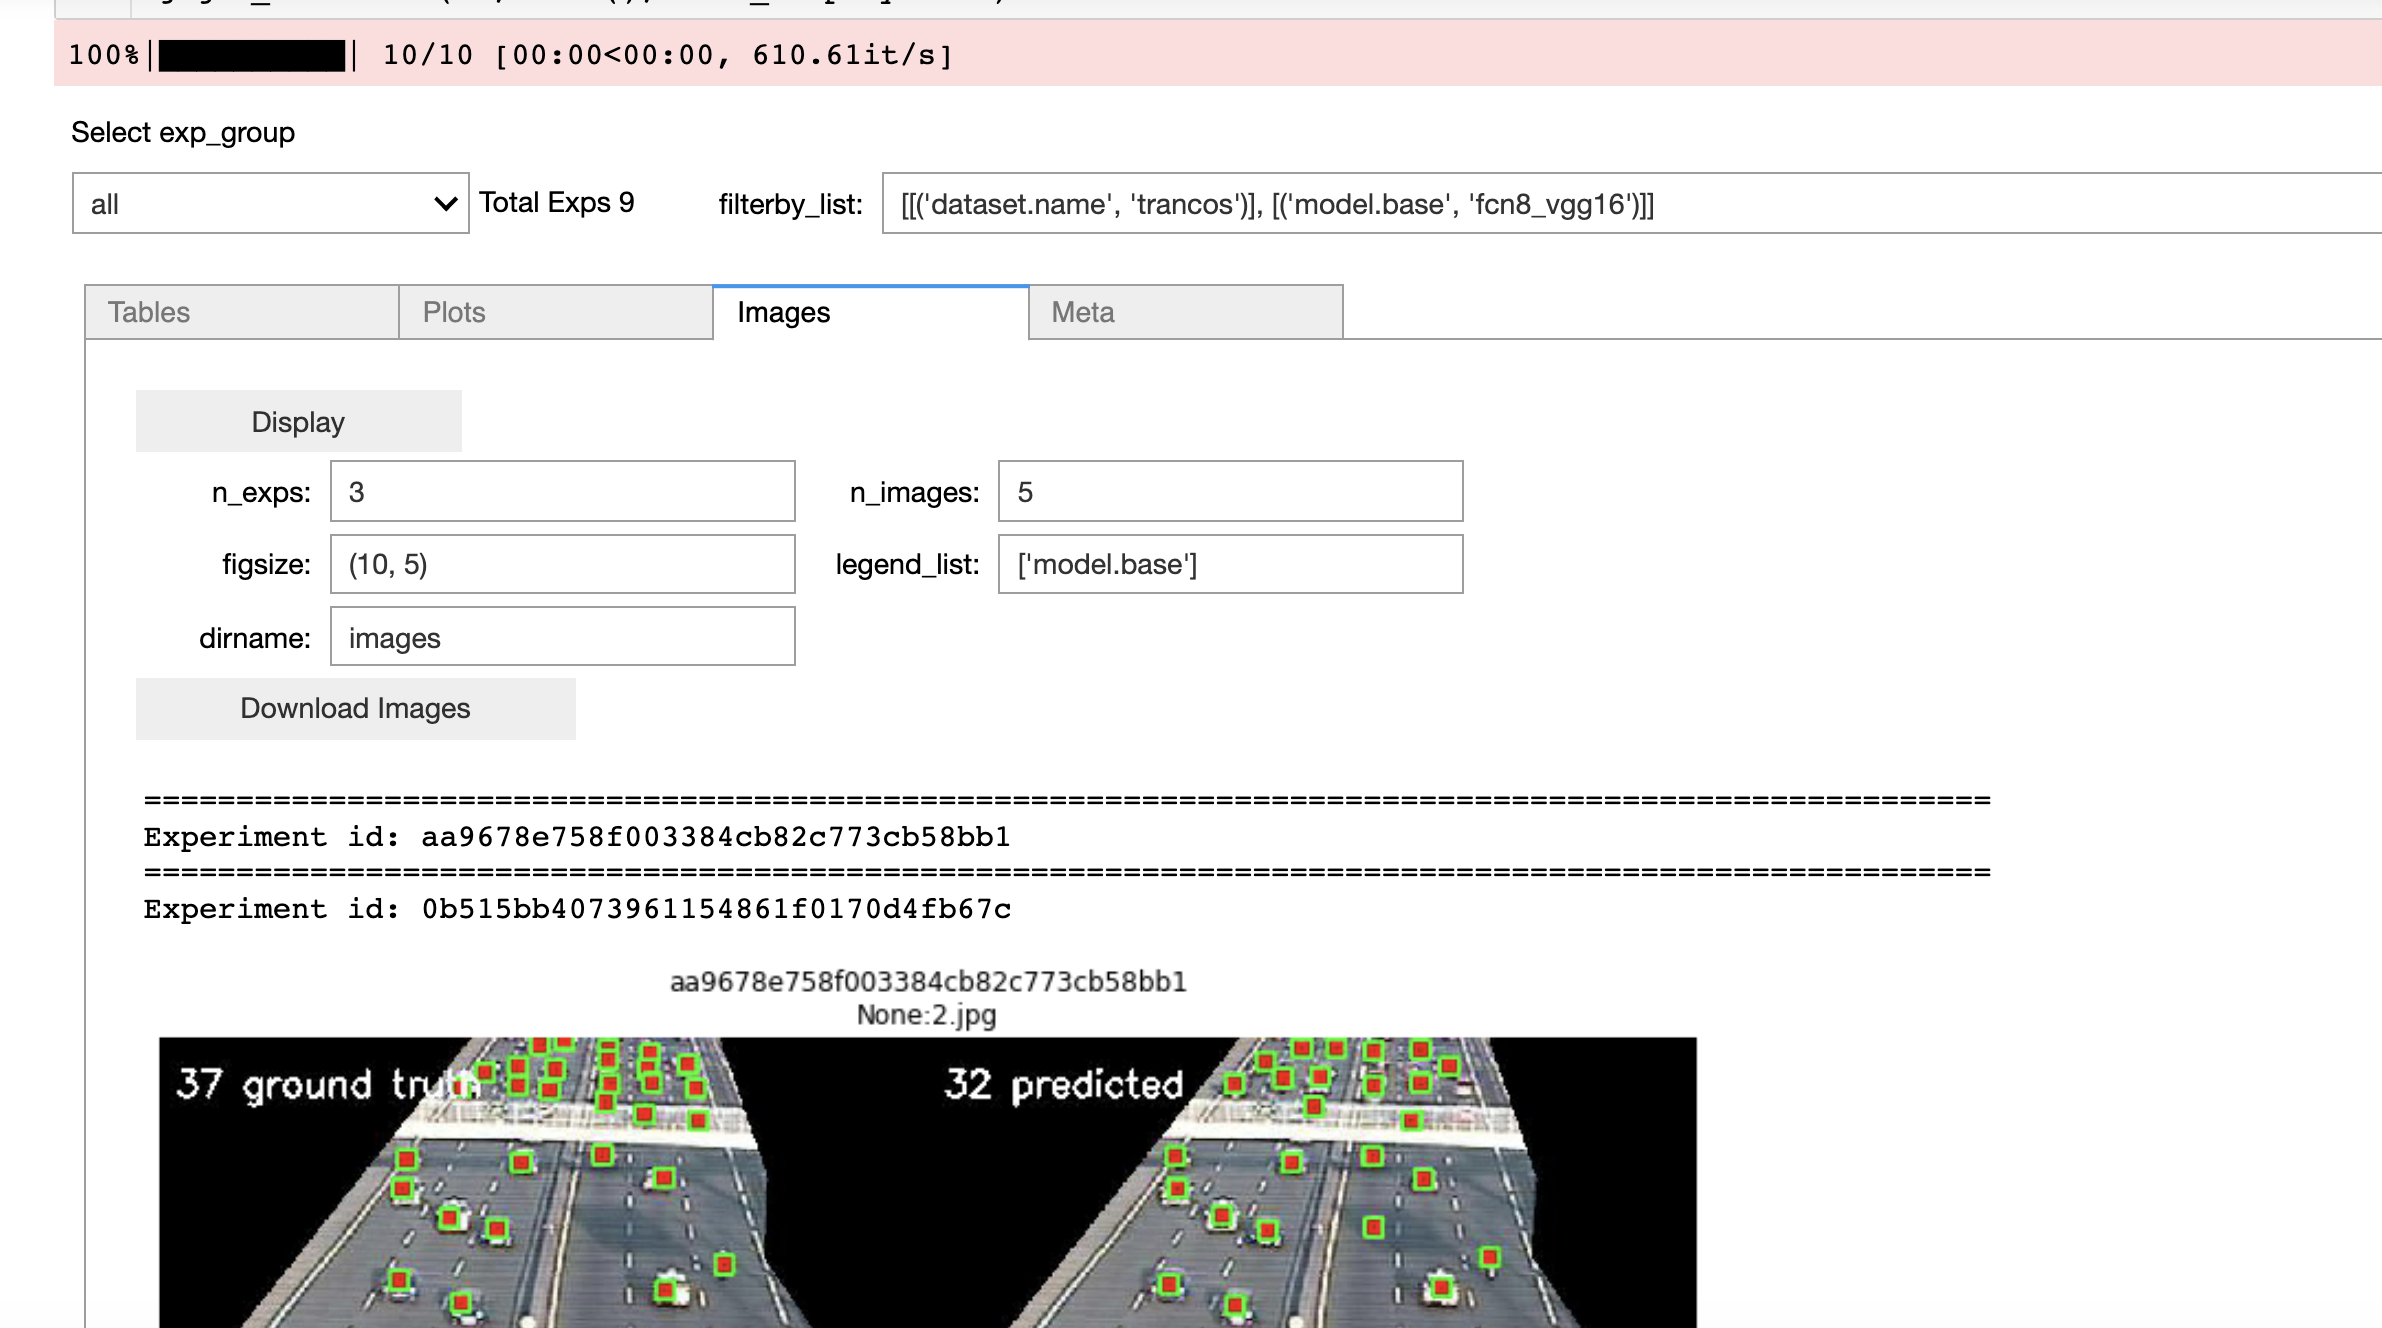 100%| | 10/10 [00:00<00:00, 610.61it/s]
Select exp_group
all Total Exps 9 filterby_list: [[('dataset.name', 'trancos')], [('model.base', 'fcn8_vgg16')]]
Tables Plots Images Meta
Display
n_exps: 3 n_images: 5
figsize: (10, 5) legend_list: ['model.base']
dirname: images
Download Images
====================================================================================================
Experiment id: aa9678e758f003384cb82c773cb58bb1
====================================================================================================
Experiment id: 0b515bb4073961154861f0170d4fb67c
aa9678e758f003384cb82c773cb58bb1
None:2.jpg
37 ground truth 32 predicted